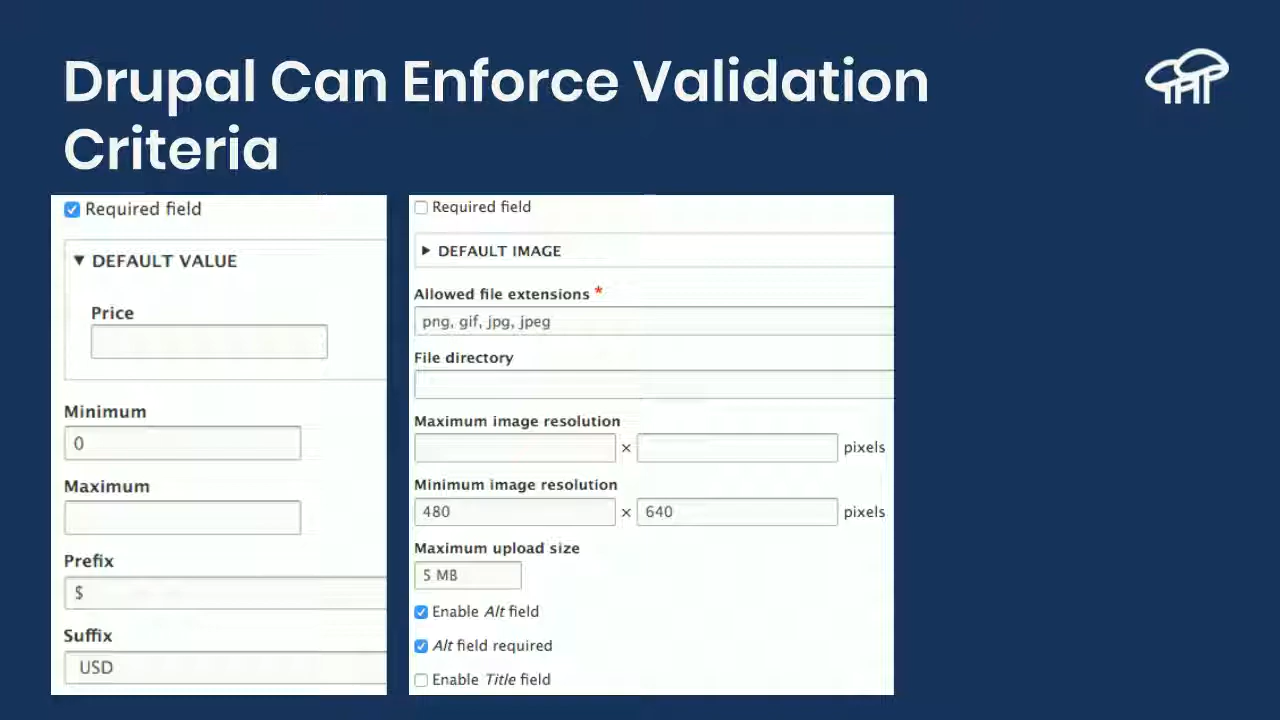 Drupal Can Enforce Validation
Criteria
Required field
▼ DEFAULT VALUE
Price
Minimum
0
Maximum
Prefix
$
Suffix
USD
Required field
▶ DEFAULT IMAGE
Allowed file extensions *
png, gif, jpg, jpeg
File directory
Maximum image resolution
× pixels
Minimum image resolution
480 × 640 pixels
Maximum upload size
5 MB
Enable Alt field
Alt field required
Enable Title field